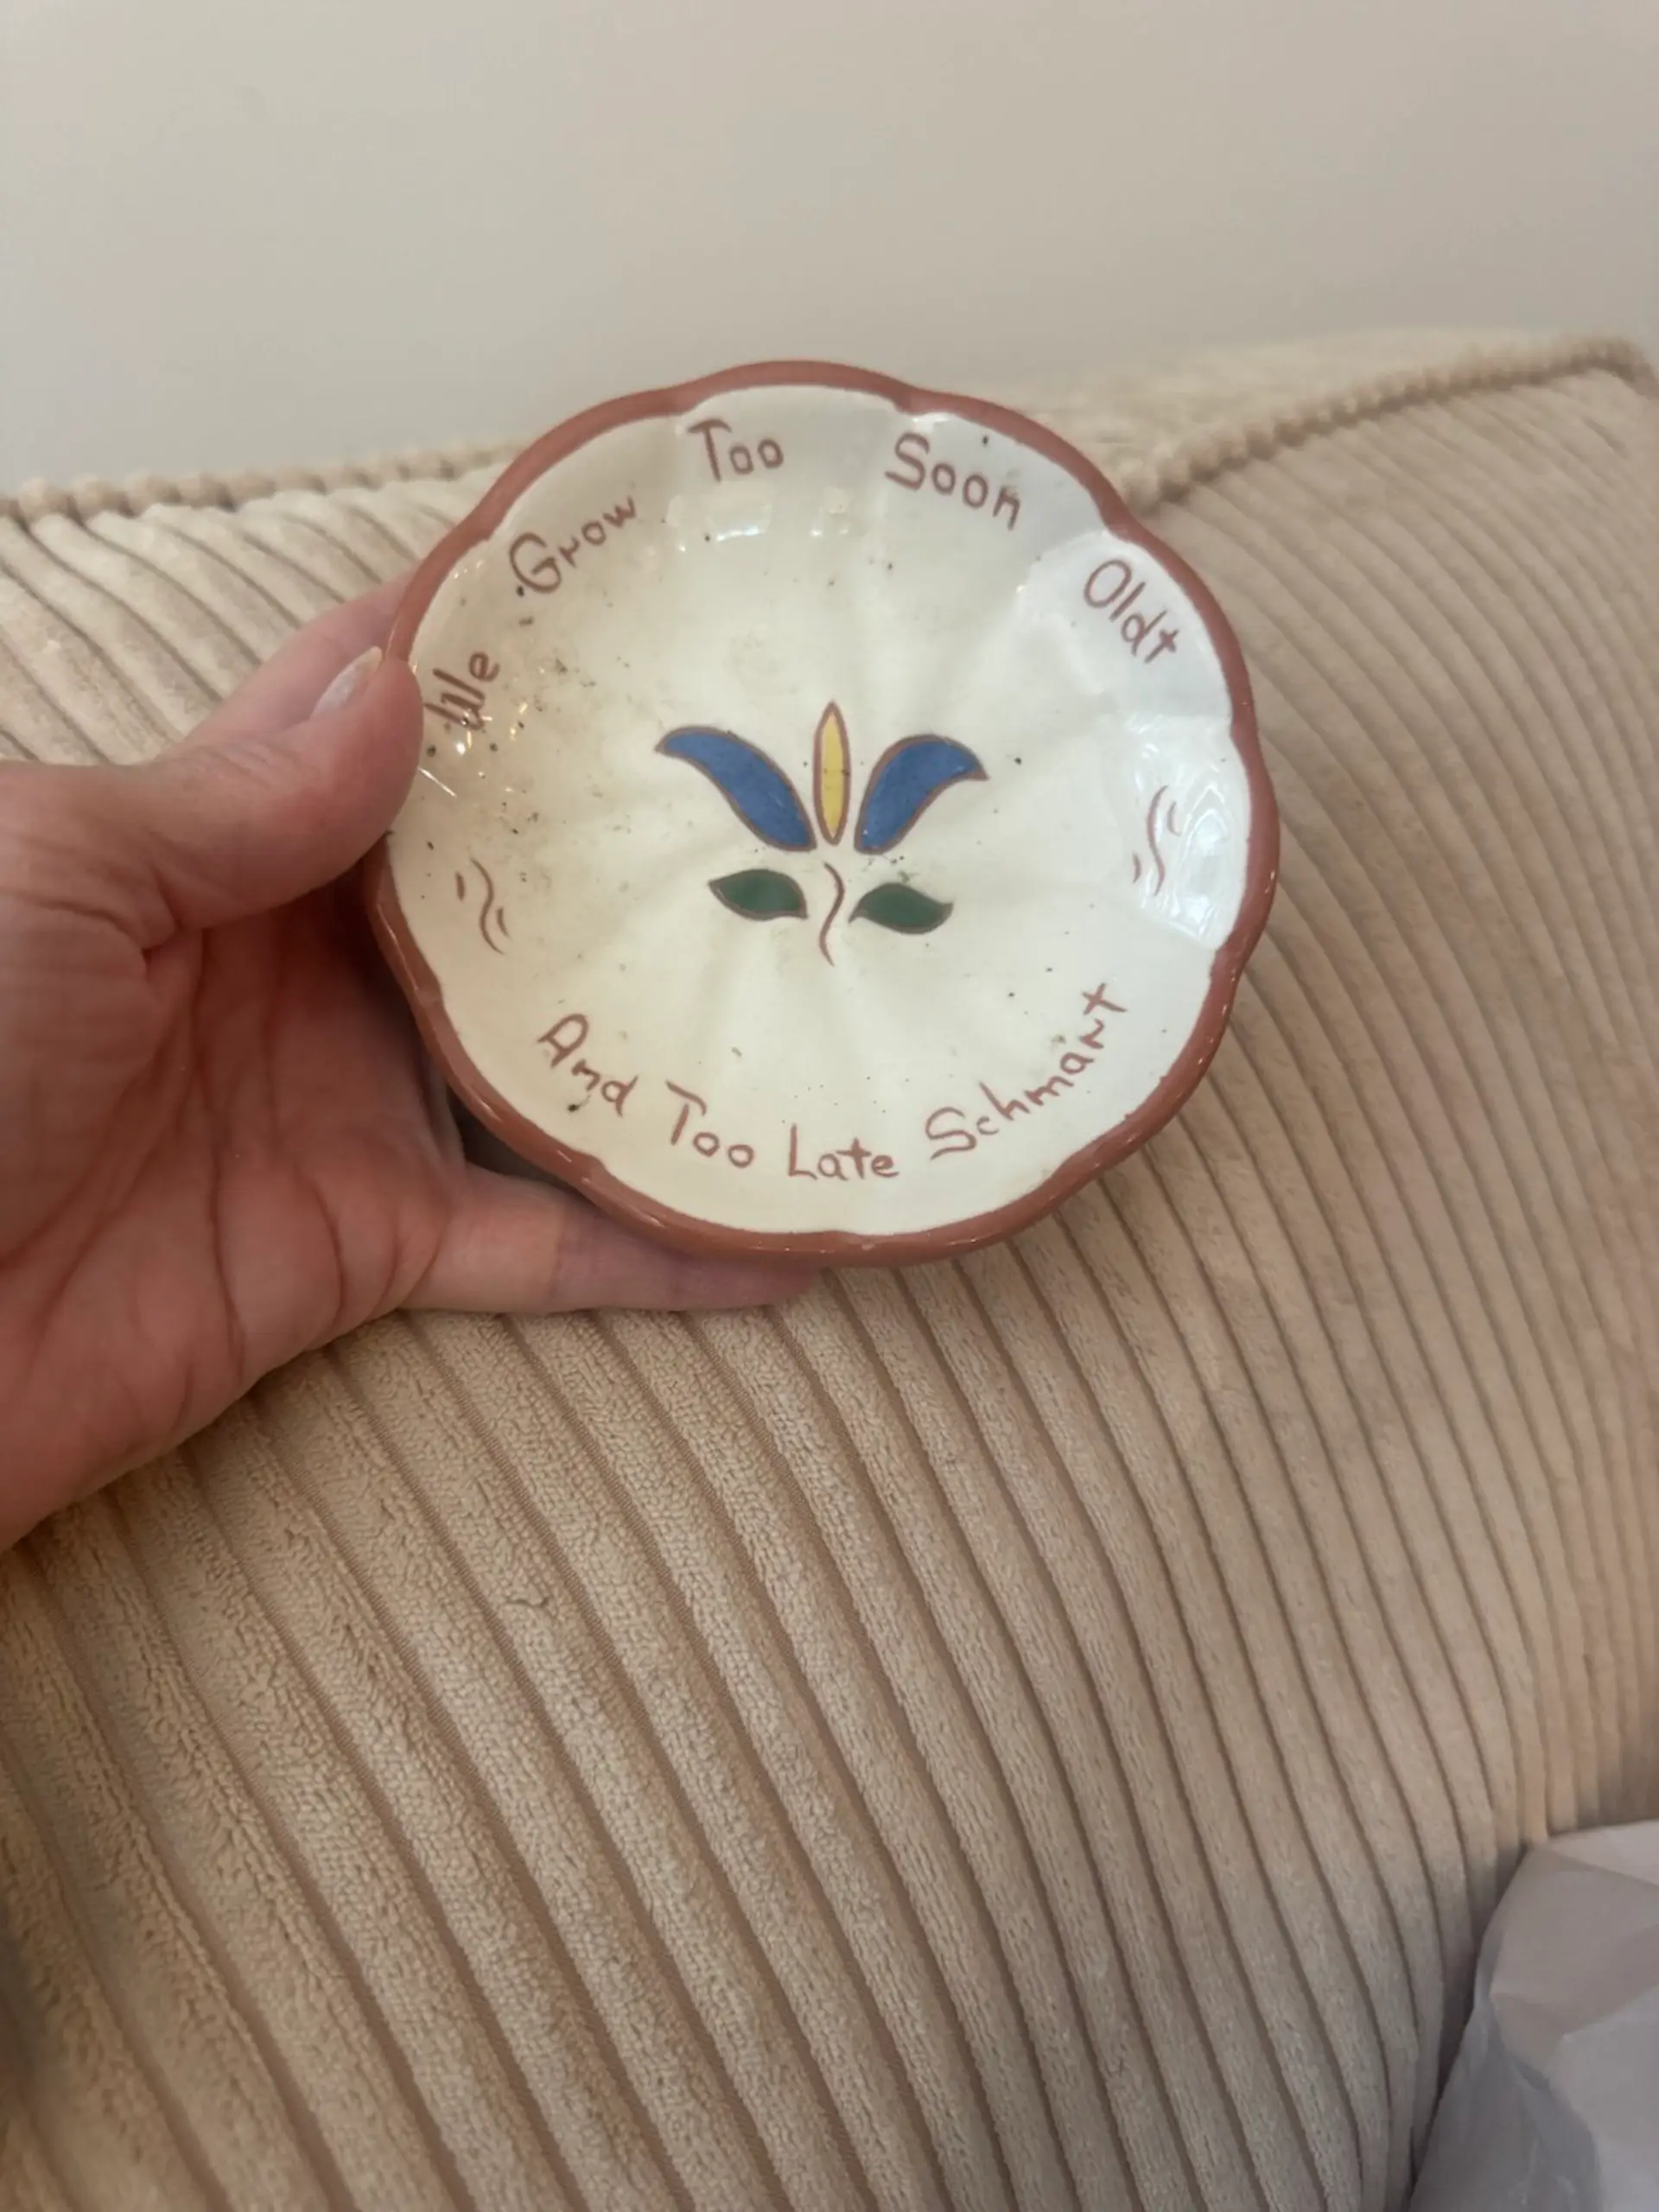 We Grow Too Soon Oldt
And Too Late Schmart